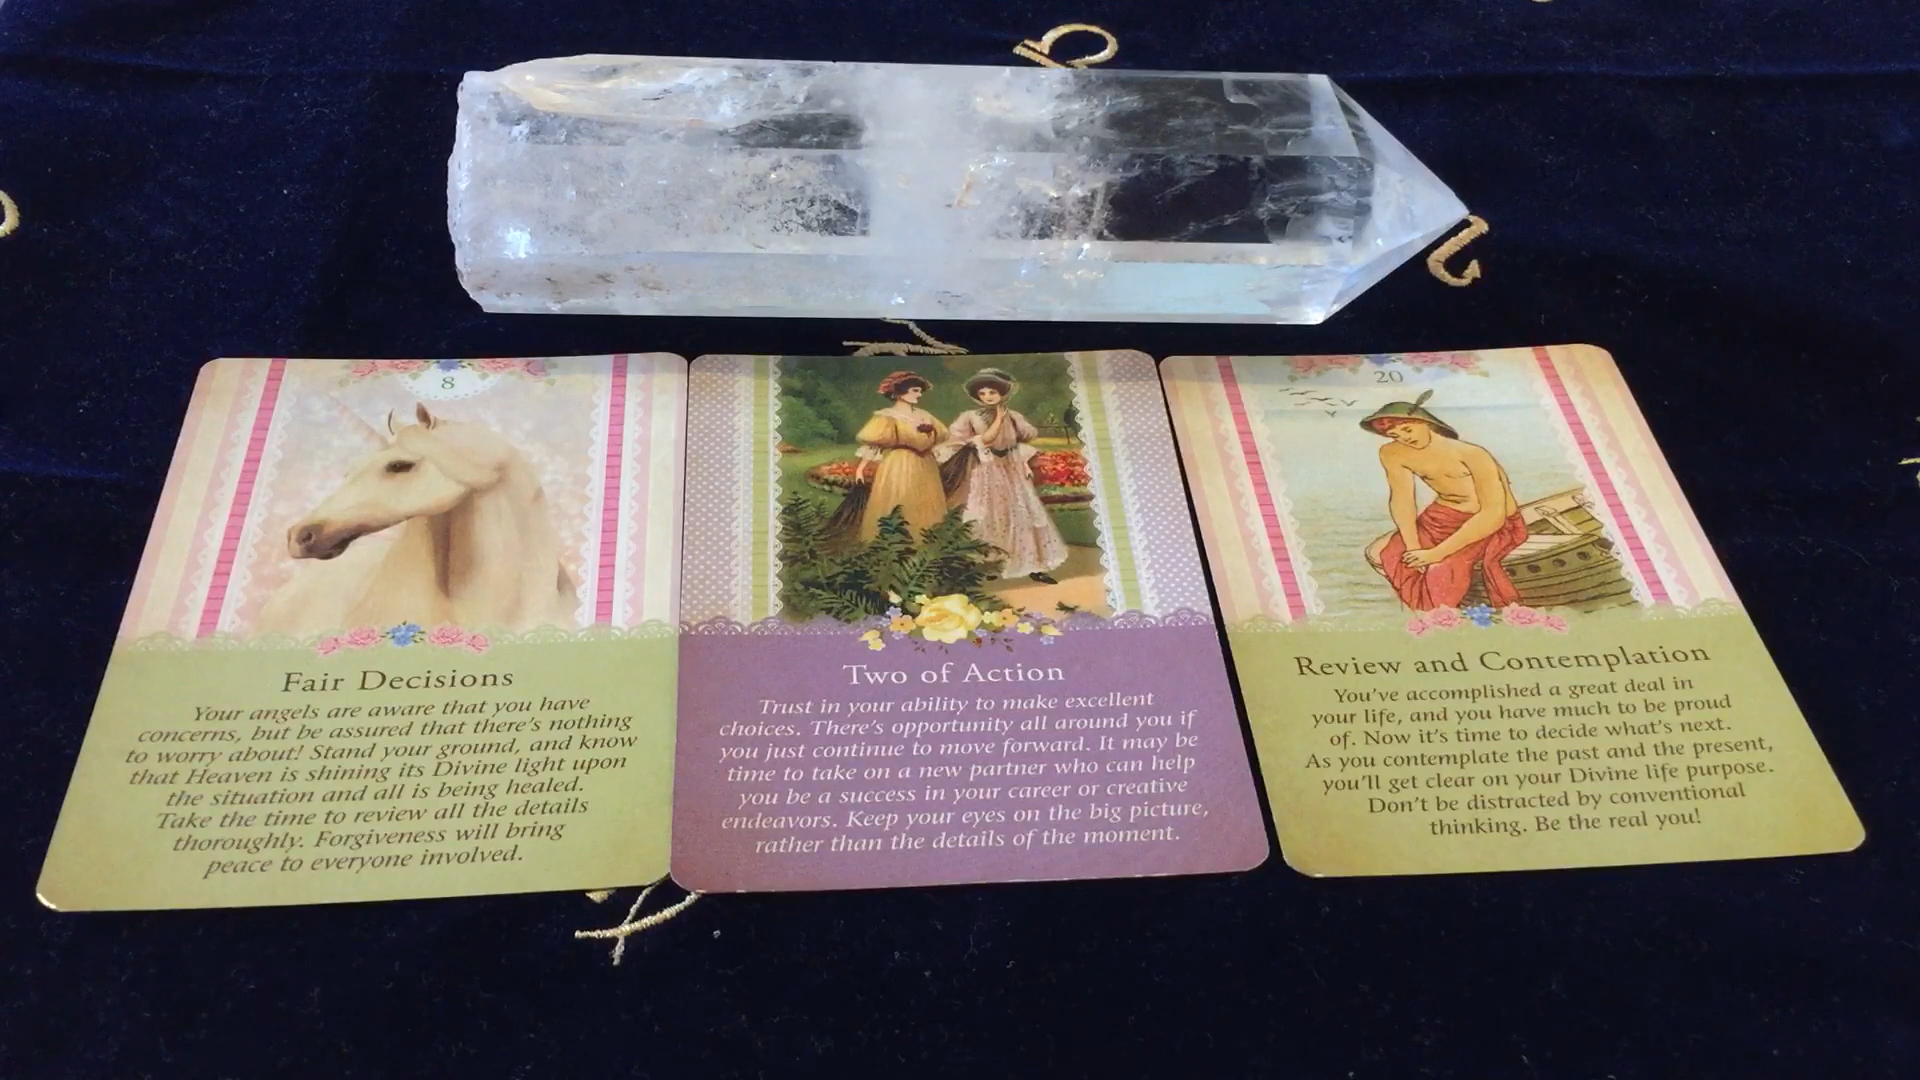 8
Fair Decisions
Your angels are aware that you have
concerns, but be assured that there's nothing
to worry about! Stand your ground, and know
that Heaven is shining its Divine light upon
the situation and all is being healed.
Take the time to review all the details
thoroughly. Forgiveness will bring
peace to everyone involved.
Two of Action
Trust in your ability to make excellent
choices. There's opportunity all around you if
you just continue to move forward. It may be
time to take on a new partner who can help
you be a success in your career or creative
endeavors. Keep your eyes on the big picture,
rather than the details of the moment.
20
Review and Contemplation
You've accomplished a great deal in
your life, and you have much to be proud
of. Now it's time to decide what's next.
As you contemplate the past and the present,
you'll get clear on your Divine life purpose.
Don't be distracted by conventional
thinking. Be the real you!